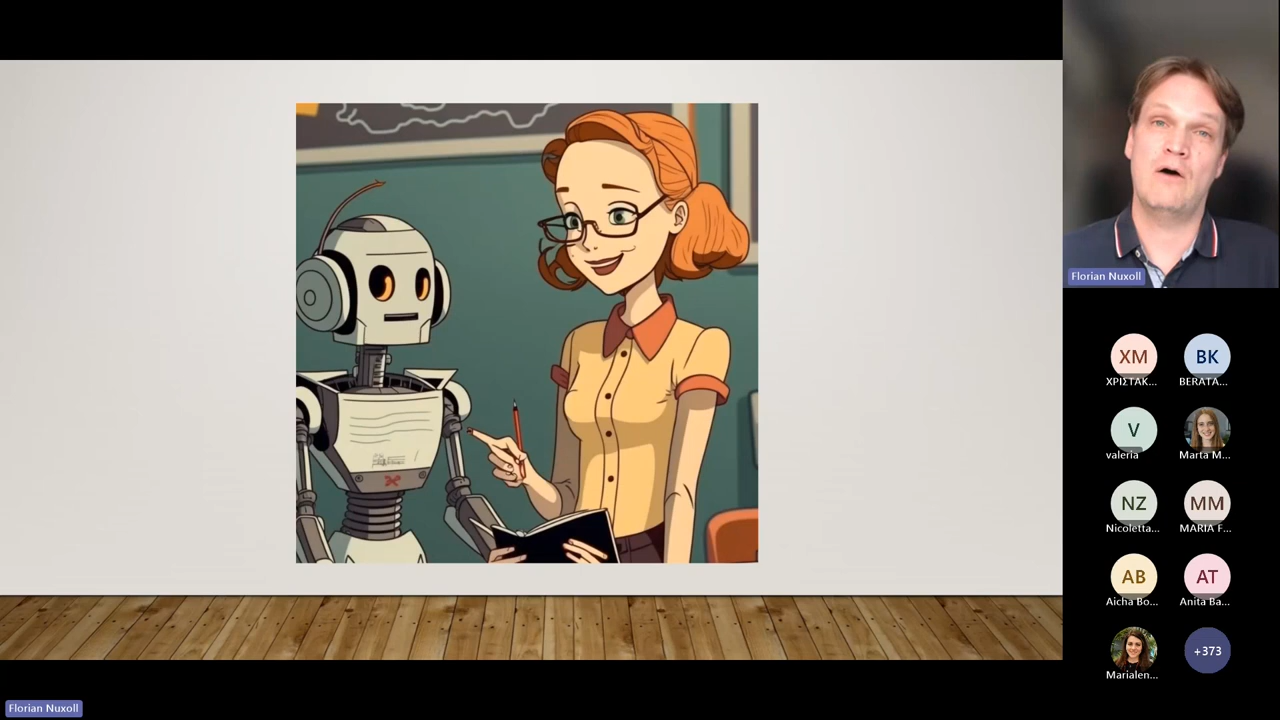 Florian Nuxoll
XM
BK
ΧΡΙΣΤΑΚ...
BERATA...
V
valeria
Marta M...
NZ
MM
Nicoletta...
MARIA F...
AB
AT
Aicha Bo...
Anita Ba...
Marialen...
+373
Florian Nuxoll